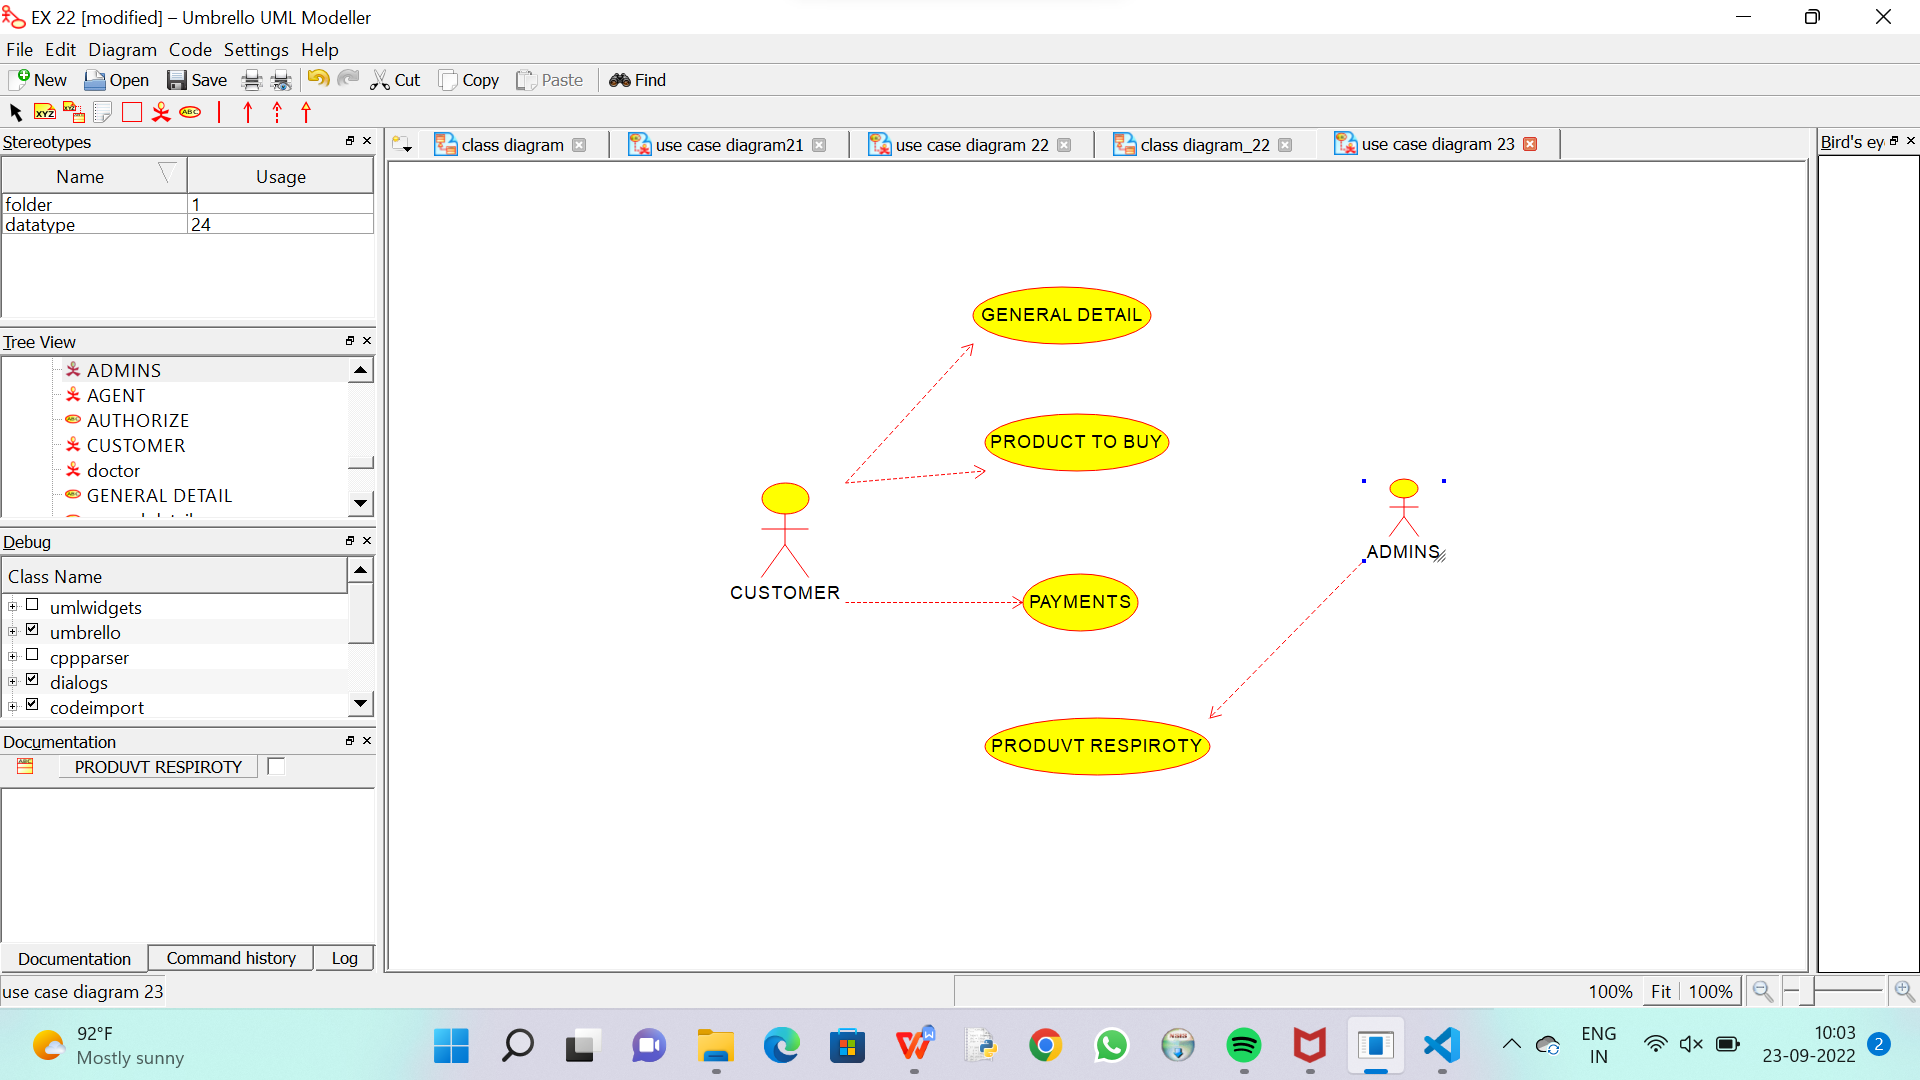 EX 22 [modified] – Umbrello UML Modeller
File Edit Diagram Code Settings Help
New Open Save Cut Copy Paste Find
XYZ ABC
Stereotypes
Name Usage
folder 1
datatype 24
Tree View
ADMINS
AGENT
AUTHORIZE
CUSTOMER
doctor
GENERAL DETAIL
Debug
Class Name
umlwidgets
umbrello
cppparser
dialogs
codeimport
Documentation
PRODUVT RESPIROTY
Documentation Command history Log
class diagram use case diagram21 use case diagram 22 class diagram_22 use case diagram 23
Bird's ey
GENERAL DETAIL
PRODUCT TO BUY
CUSTOMER
ADMINS
PAYMENTS
PRODUVT RESPIROTY
use case diagram 23
100% Fit 100%
92°F
Mostly sunny
ENG
IN
10:03
23-09-2022
2